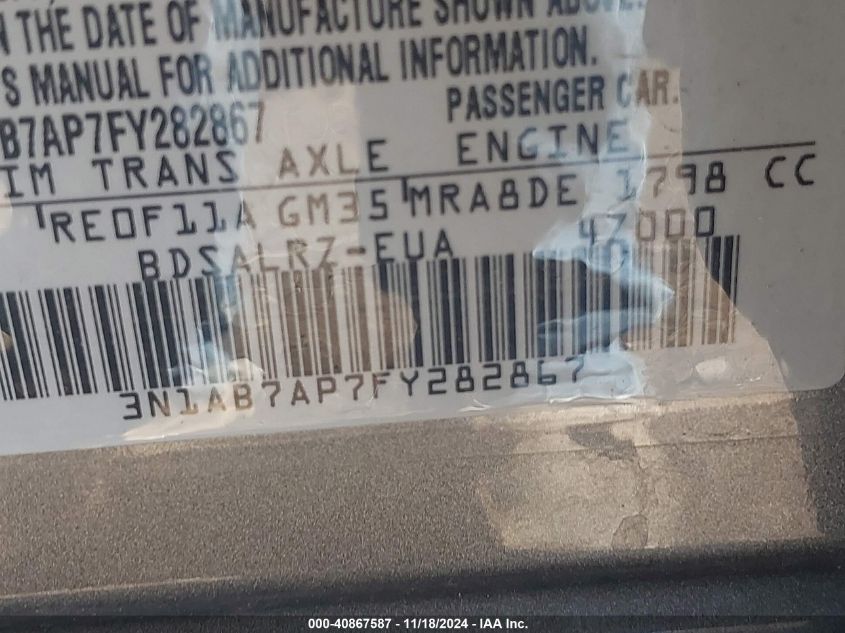 THE DATE OF MANUFACTURE SHOWN ABOVE.
S MANUAL FOR ADDITIONAL INFORMATION.
B7AP7FY282867 PASSENGER CAR.
IM TRANS AXLE ENGINE
RE0F11A GM35 MRA8DE 1798 CC
BDSALRZ-EUA 47000
3N1AB7AP7FY282867
000-40867587 - 11/18/2024 - IAA Inc.